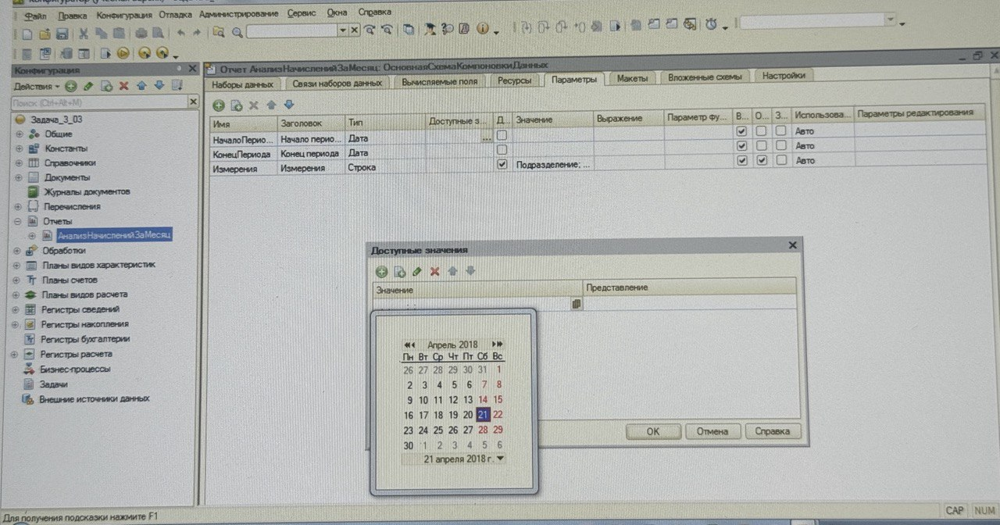 Файл Правка Конфигурация Отладка Администрирование Сервис Окна Справка
Конфигурация
Действия
Поиск (Ctrl+Alt+M)
Задача_3_03
Общие
Константы
Справочники
Документы
Журналы документов
Перечисления
Отчеты
АнализНачисленийЗаМесяц
Обработки
Планы видов характеристик
Планы счетов
Планы видов расчета
Регистры сведений
Регистры накопления
Регистры бухгалтерии
Регистры расчета
Бизнес-процессы
Задачи
Внешние источники данных
Отчет АнализНачисленийЗаМесяц: ОсновнаяСхемаКомпоновкиДанных
Наборы данных Связи наборов данных Вычисляемые поля Ресурсы Параметры Макеты Вложенные схемы Настройки
Имя Заголовок Тип Доступные з... Д... Значение Выражение Параметр фу... В... О... З... Использова... Параметры редактирования
НачалоПерио... Начало перио... Дата ... Авто
КонецПериода Конец периода Дата Авто
Измерения Измерения Строка Подразделение; ... Авто
Доступные значения
Значение Представление
Апрель 2018
Пн Вт Ср Чт Пт Сб Вс
26 27 28 29 30 31 1
2 3 4 5 6 7 8
9 10 11 12 13 14 15
16 17 18 19 20 21 22
23 24 25 26 27 28 29
30 1 2 3 4 5 6
21 апреля 2018 г.
ОК Отмена Справка
Для получения подсказки нажмите F1
CAP NUM